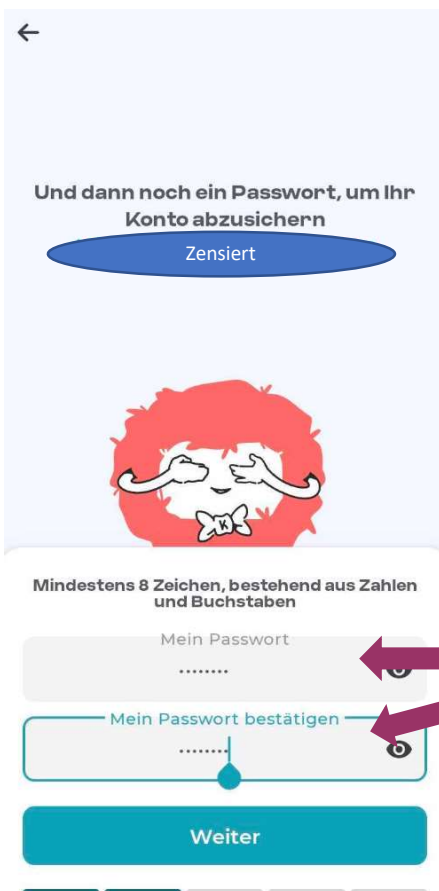 Und dann noch ein Passwort, um Ihr
Konto abzusichern
Zensiert
K
Mindestens 8 Zeichen, bestehend aus Zahlen
und Buchstaben
Mein Passwort
••••••••
Mein Passwort bestätigen
••••••••
Weiter